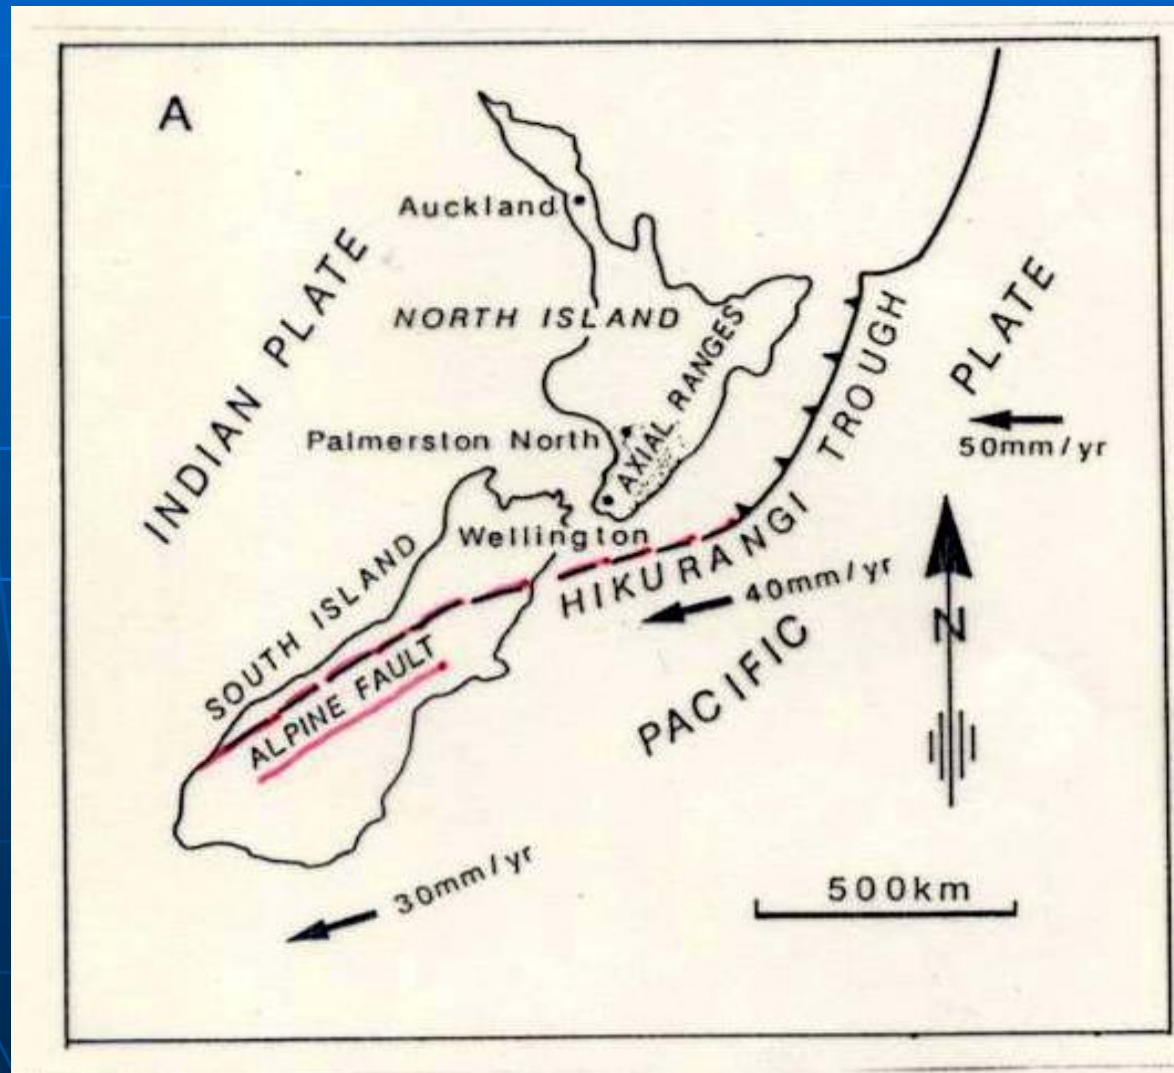 A
Auckland
INDIAN PLATE
NORTH ISLAND
AXIAL RANGES
PLATE
50mm/yr
Palmerston North
HIKURANGI TROUGH
Wellington
SOUTH ISLAND
40mm/yr
N
ALPINE FAULT
PACIFIC
30mm/yr
500km